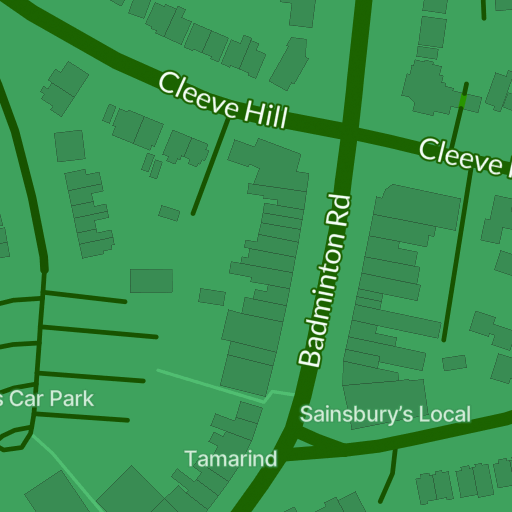 Cleeve Hill
Cleeve
Badminton Rd
s Car Park
Sainsbury's Local
Tamarind